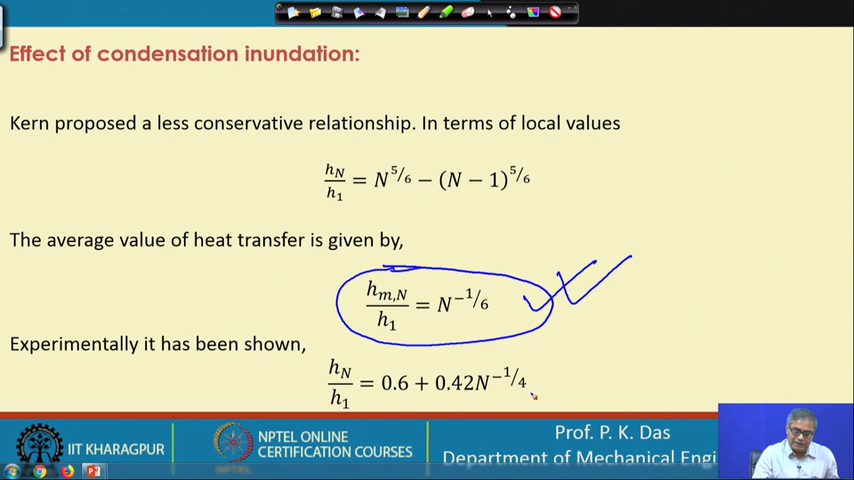 Effect of condensation inundation:
Kern proposed a less conservative relationship. In terms of local values
h_N/h_1 = N^{5/6} − (N − 1)^{5/6}
The average value of heat transfer is given by,
h_{m,N}/h_1 = N^{−1/6}
Experimentally it has been shown,
h_N/h_1 = 0.6 + 0.42N^{−1/4}
IIT KHARAGPUR
NPTEL ONLINE
CERTIFICATION COURSES
NPTEL
Prof. P. K. Das
Department of Mechanical Engi